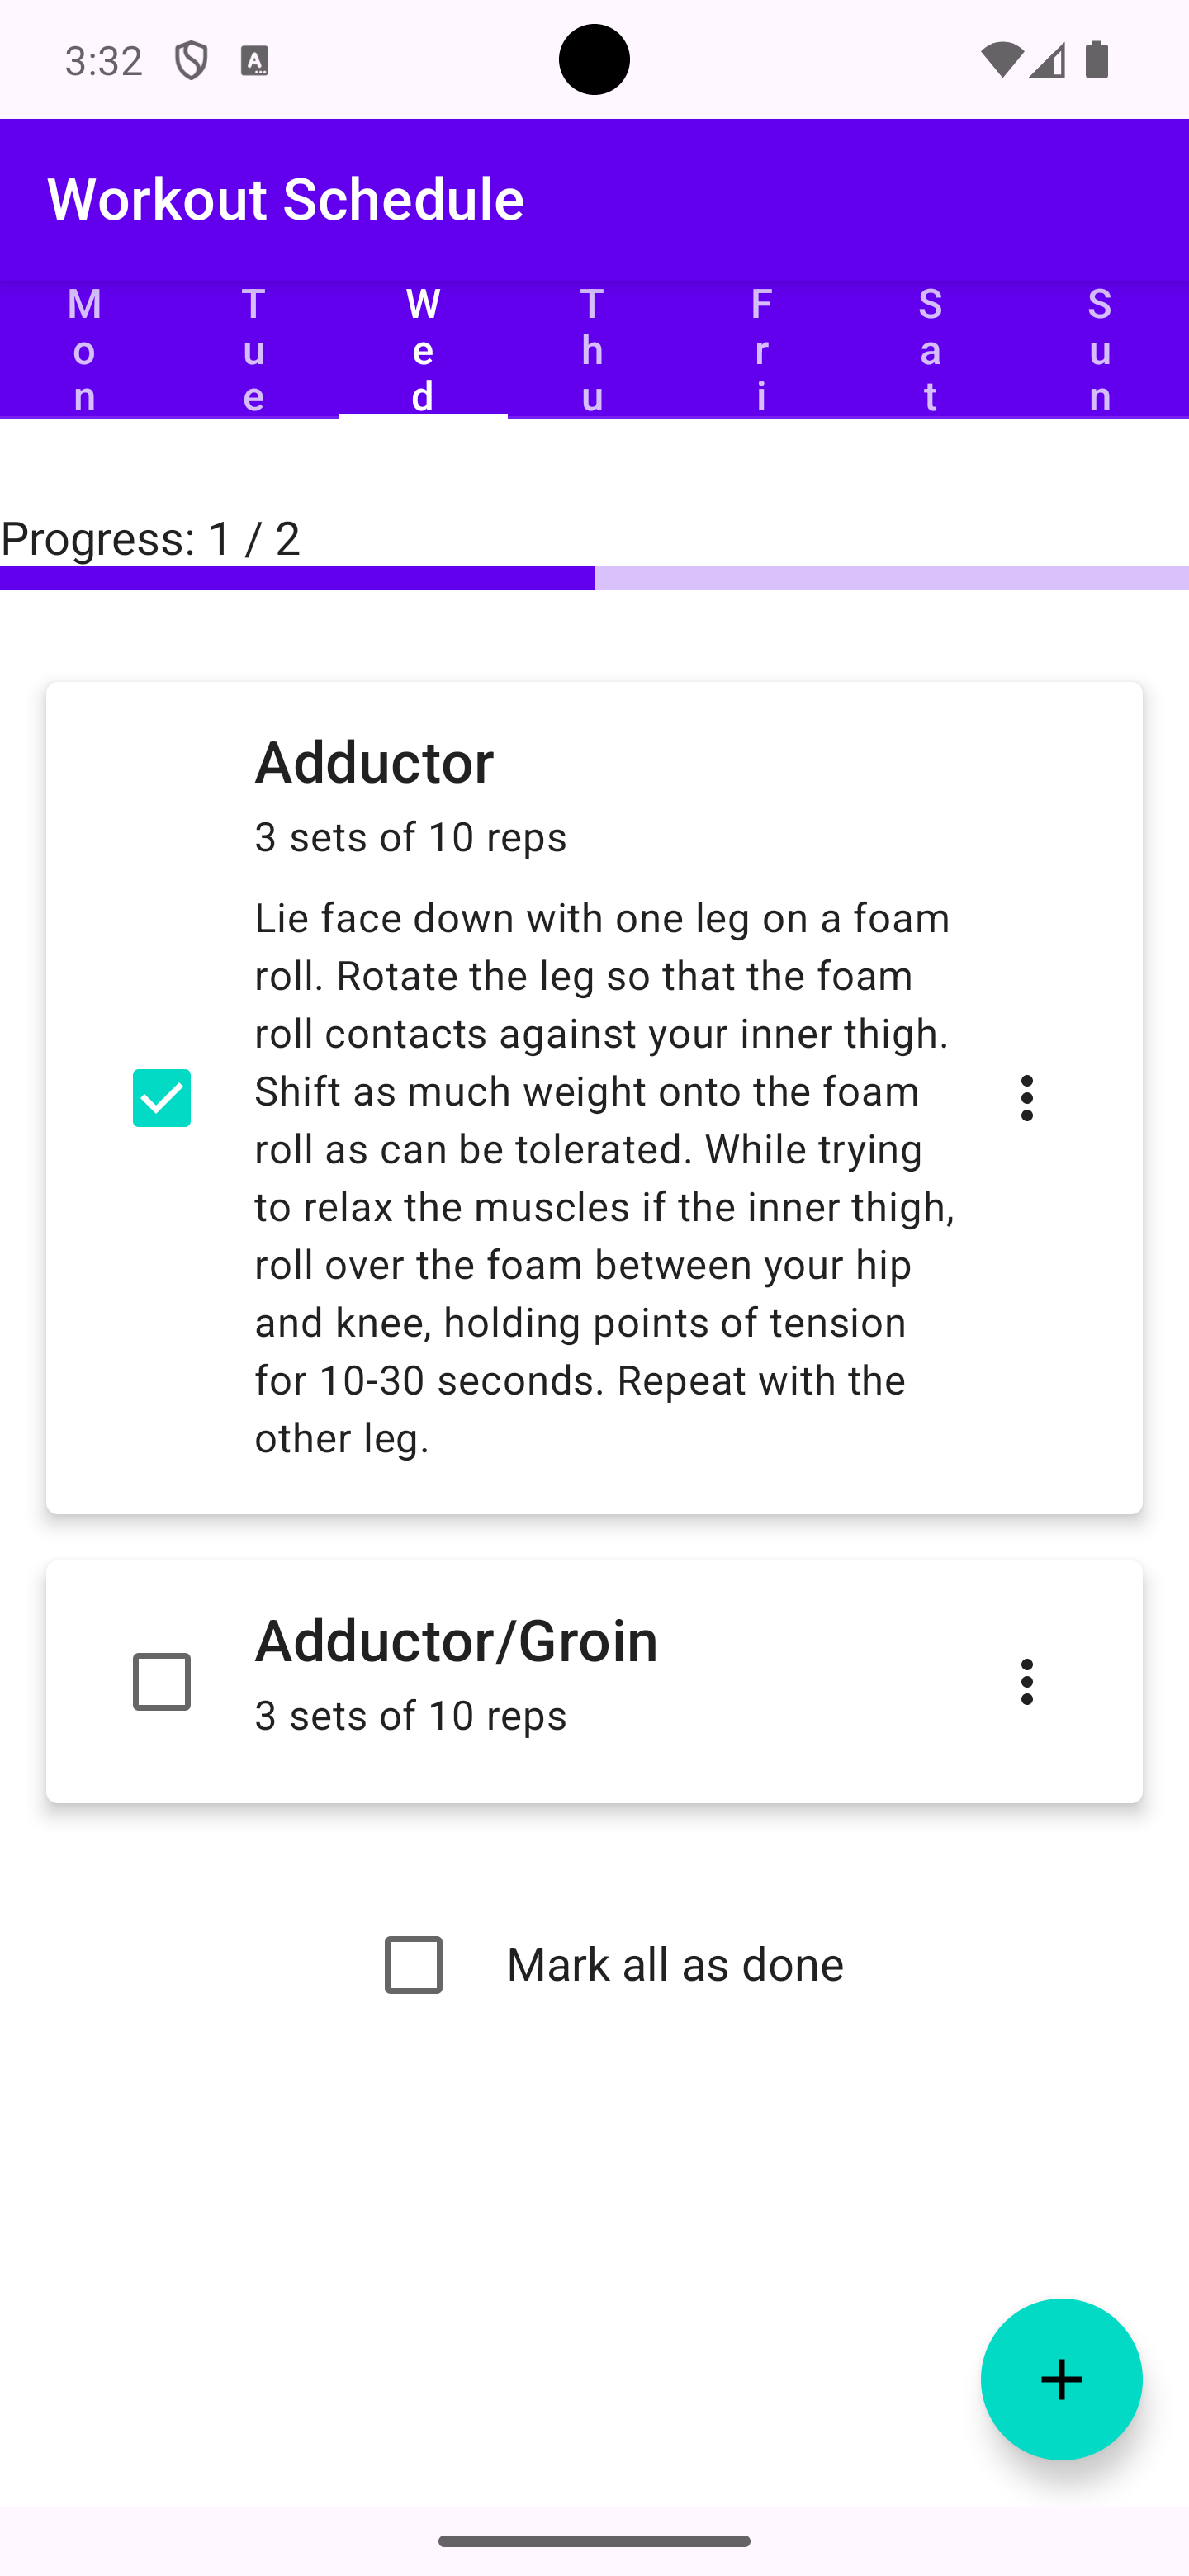 3:32
Workout Schedule
Mon Tue Wed Thu Fri Sat Sun
Progress: 1 / 2
Adductor
3 sets of 10 reps
Lie face down with one leg on a foam
roll. Rotate the leg so that the foam
roll contacts against your inner thigh.
Shift as much weight onto the foam
roll as can be tolerated. While trying
to relax the muscles if the inner thigh,
roll over the foam between your hip
and knee, holding points of tension
for 10-30 seconds. Repeat with the
other leg.
Adductor/Groin
3 sets of 10 reps
Mark all as done